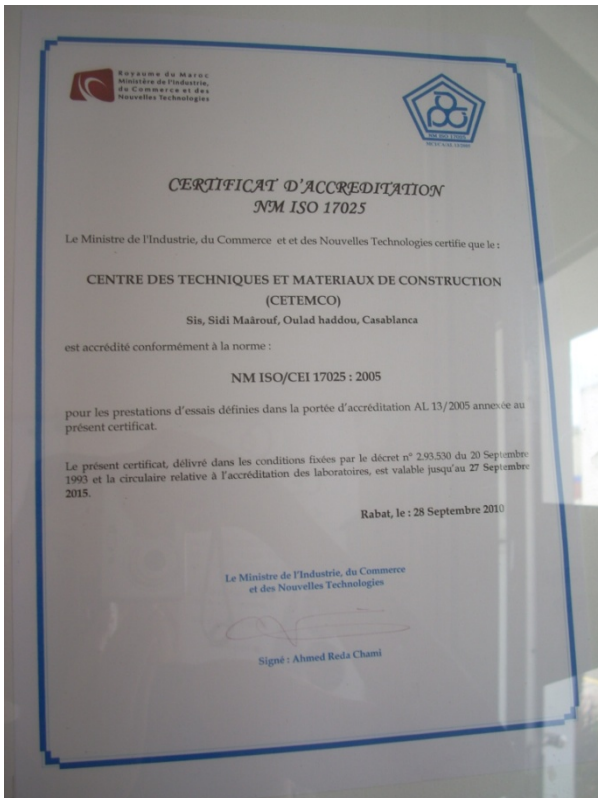 Royaume du Maroc
Ministère de l'Industrie,
du Commerce et des
Nouvelles Technologies
CERTIFICAT D'ACCREDITATION
NM ISO 17025
Le Ministre de l'Industrie, du Commerce et et des Nouvelles Technologies certifie que le :
CENTRE DES TECHNIQUES ET MATERIAUX DE CONSTRUCTION
(CETEMCO)
Sis, Sidi Maârouf, Oulad haddou, Casablanca
est accrédité conformément à la norme :
NM ISO/CEI 17025 : 2005
pour les prestations d'essais définies dans la portée d'accréditation AL 13/2005 annexée au
présent certificat.
Le présent certificat, délivré dans les conditions fixées par le décret n° 2.93.530 du 20 Septembre
1993 et la circulaire relative à l'accréditation des laboratoires, est valable jusqu'au 27 Septembre
2015.
Rabat, le : 28 Septembre 2010
Le Ministre de l'Industrie, du Commerce
et des Nouvelles Technologies
Signé : Ahmed Reda Chami